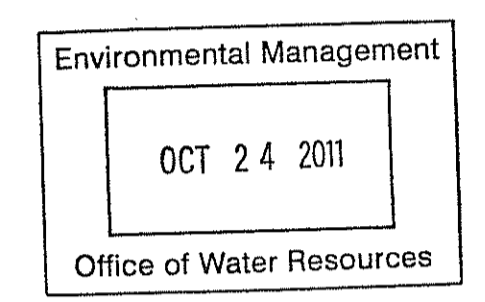 Environmental Management
OCT 24 2011
Office of Water Resources